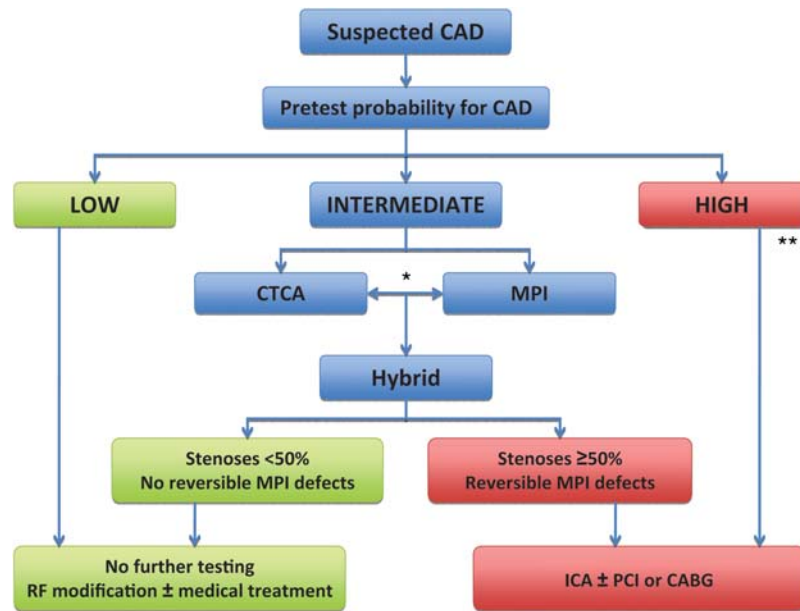 Suspected CAD
Pretest probability for CAD
LOW
INTERMEDIATE
HIGH
**
CTCA
*
MPI
Hybrid
Stenoses <50%
No reversible MPI defects
Stenoses ≥50%
Reversible MPI defects
No further testing
RF modification ± medical treatment
ICA ± PCI or CABG